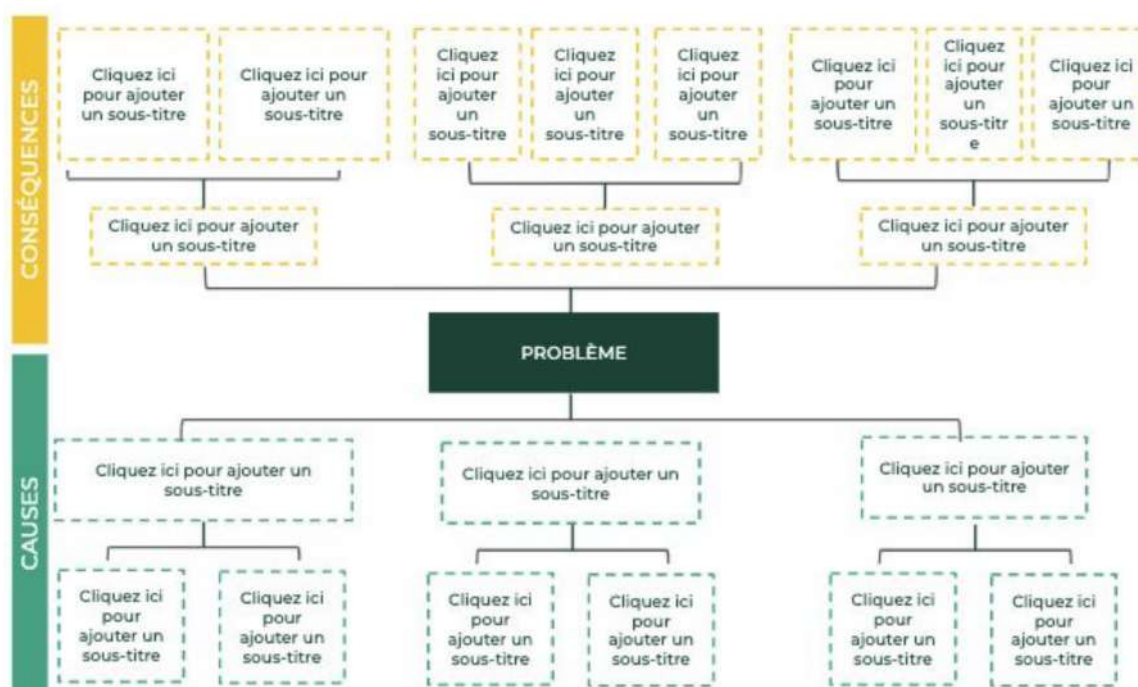 CONSÉQUENCES
Cliquez ici
pour ajouter
un sous-titre
Cliquez ici pour
ajouter un
sous-titre
Cliquez
ici pour
ajouter
un
sous-titre
Cliquez
ici pour
ajouter
un
sous-titre
Cliquez
ici pour
ajouter
un
sous-titre
Cliquez ici
pour
ajouter un
sous-titre
Cliquez
ici pour
ajouter
un
sous-titr
e
Cliquez ici
pour
ajouter un
sous-titre
Cliquez ici pour ajouter
un sous-titre
Cliquez ici pour ajouter
un sous-titre
Cliquez ici pour ajouter
un sous-titre
PROBLÈME
CAUSES
Cliquez ici pour ajouter un
sous-titre
Cliquez ici pour ajouter un
sous-titre
Cliquez ici pour ajouter
un sous-titre
Cliquez ici
pour
ajouter un
sous-titre
Cliquez ici
pour
ajouter un
sous-titre
Cliquez ici
pour
ajouter un
sous-titre
Cliquez ici
pour
ajouter un
sous-titre
Cliquez ici
pour
ajouter un
sous-titre
Cliquez ici
pour
ajouter un
sous-titre